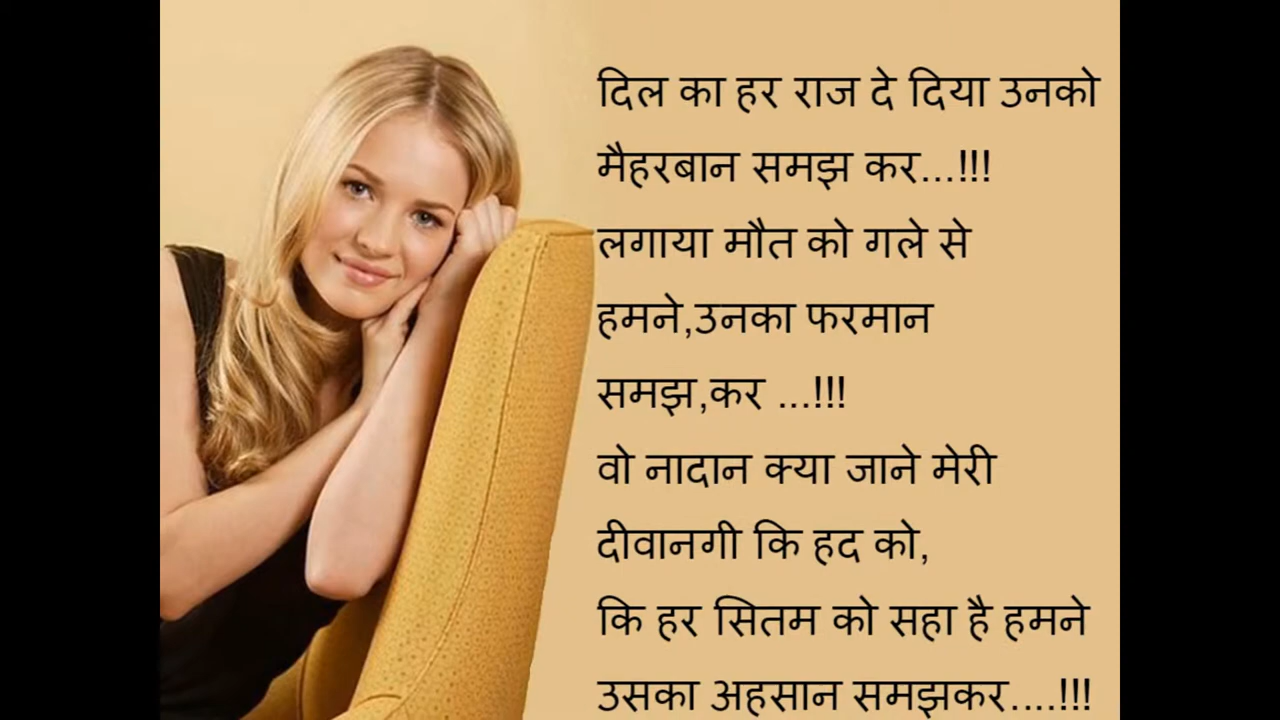 दिल का हर राज दे दिया उनको
मैहरबान समझ कर...!!!
लगाया मौत को गले से
हमने,उनका फरमान
समझ,कर ...!!!
वो नादान क्या जाने मेरी
दीवानगी कि हद को,
कि हर सितम को सहा है हमने
उसका अहसान समझकर....!!!